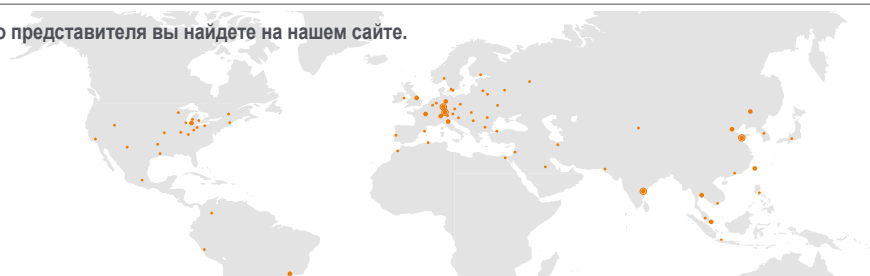 о представителя вы найдете на нашем сайте.